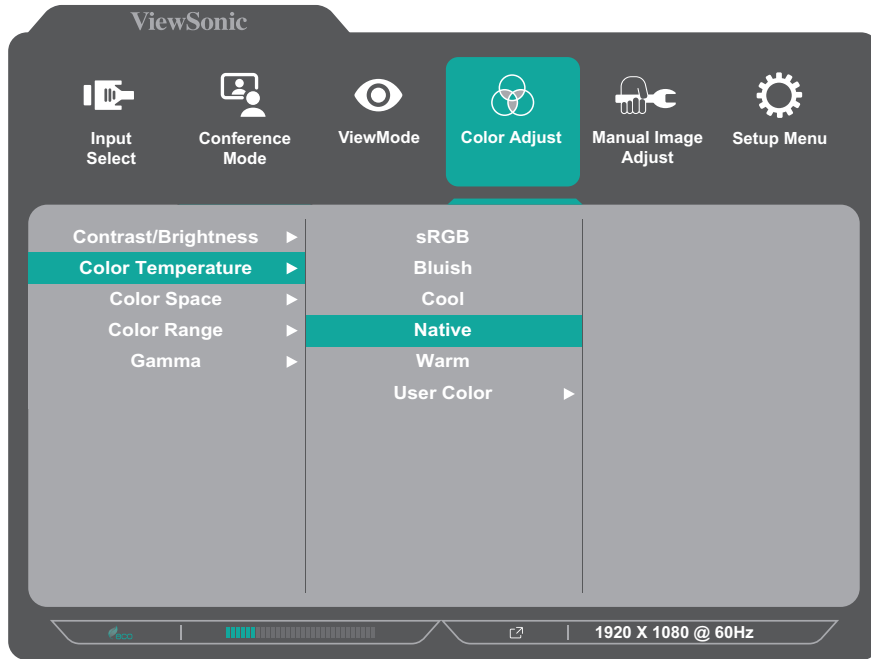 ViewSonic
Input Select
Conference Mode
ViewMode
Color Adjust
Manual Image Adjust
Setup Menu
Contrast/Brightness ▶
sRGB
Color Temperature ▶
Bluish
Color Space ▶
Cool
Color Range ▶
Native
Gamma ▶
Warm
User Color ▶
eco
1920 X 1080 @ 60Hz